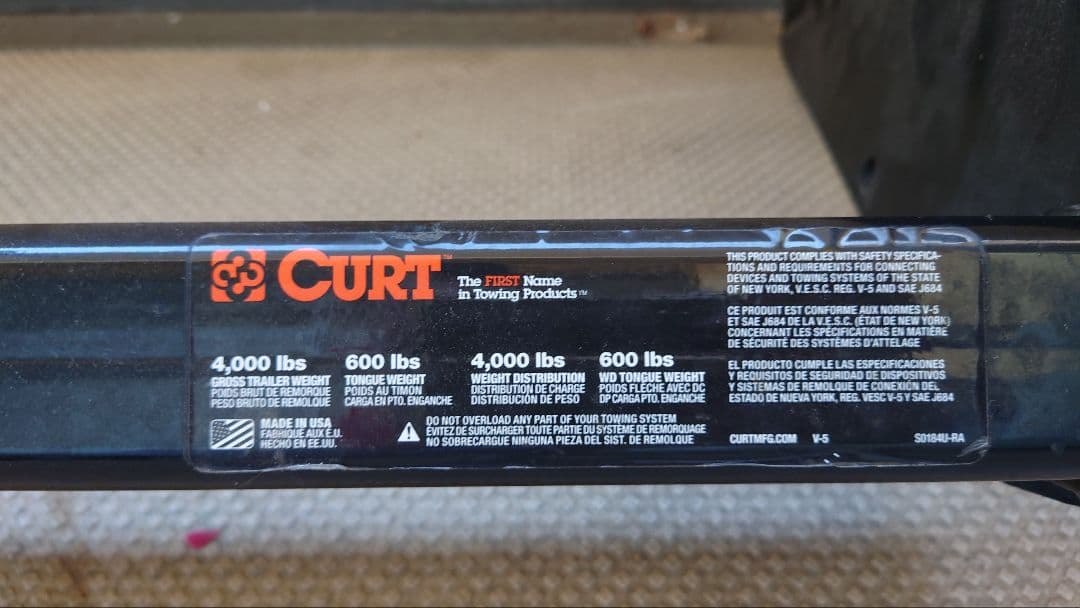 CURT™
The FIRST Name
in Towing Products™
4,000 lbs
GROSS TRAILER WEIGHT
POIDS BRUT DE REMORQUE
PESO BRUTO DE REMOLQUE
600 lbs
TONGUE WEIGHT
POIDS AU TIMON
CARGA EN PTO. ENGANCHE
4,000 lbs
WEIGHT DISTRIBUTION
DISTRIBUTION DE CHARGE
DISTRIBUCIÓN DE PESO
600 lbs
WD TONGUE WEIGHT
POIDS FLÈCHE AVEC DC
DP CARGA PTO. ENGANCHE
MADE IN USA
FABRIQUE AUX É.U.
HECHO EN EE.UU.
DO NOT OVERLOAD ANY PART OF YOUR TOWING SYSTEM
ÉVITEZ DE SURCHARGER TOUTE PARTIE DU SYSTÈME DE REMORQUAGE
NO SOBRECARGUE NINGUNA PIEZA DEL SIST. DE REMOLQUE
THIS PRODUCT COMPLIES WITH SAFETY SPECIFICA-
TIONS AND REQUIREMENTS FOR CONNECTING
DEVICES AND TOWING SYSTEMS OF THE STATE
OF NEW YORK, V.E.S.C. REG. V-5 AND SAE J684
CE PRODUIT EST CONFORME AUX NORMES V-5
ET SAE J684 DE LA V.E.S.C. (ÉTAT DE NEW YORK)
CONCERNANT LES SPÉCIFICATIONS EN MATIÈRE
DE SÉCURITÉ DES SYSTÈMES D'ATTELAGE
EL PRODUCTO CUMPLE LAS ESPECIFICACIONES
Y REQUISITOS DE SEGURIDAD DE DISPOSITIVOS
Y SISTEMAS DE REMOLQUE DE CONEXIÓN DEL
ESTADO DE NUEVA YORK, REG. VESC V-5 Y SAE J684
CURTMFG.COM V-5 S0184U-RA